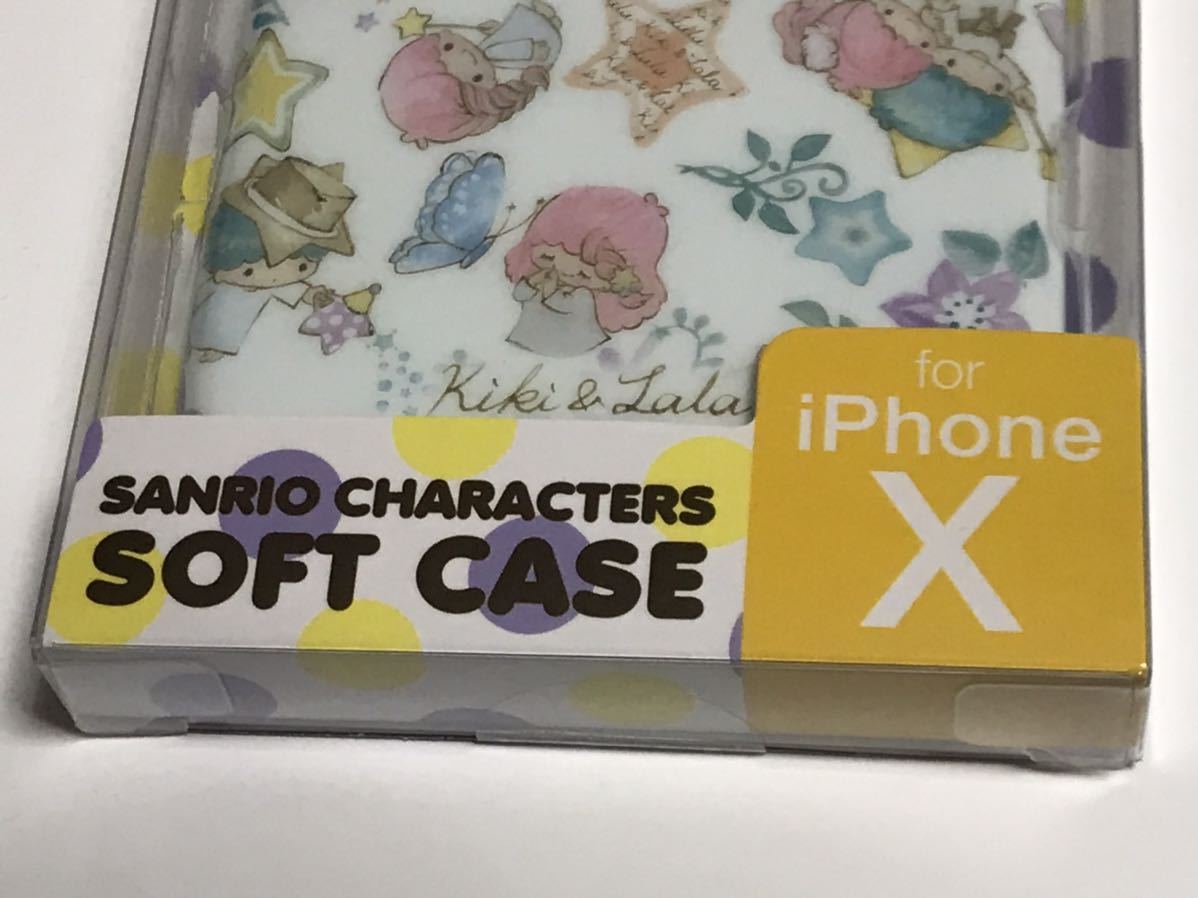 Kiki & Lala
SANRIO CHARACTERS
SOFT CASE
for
iPhone
X